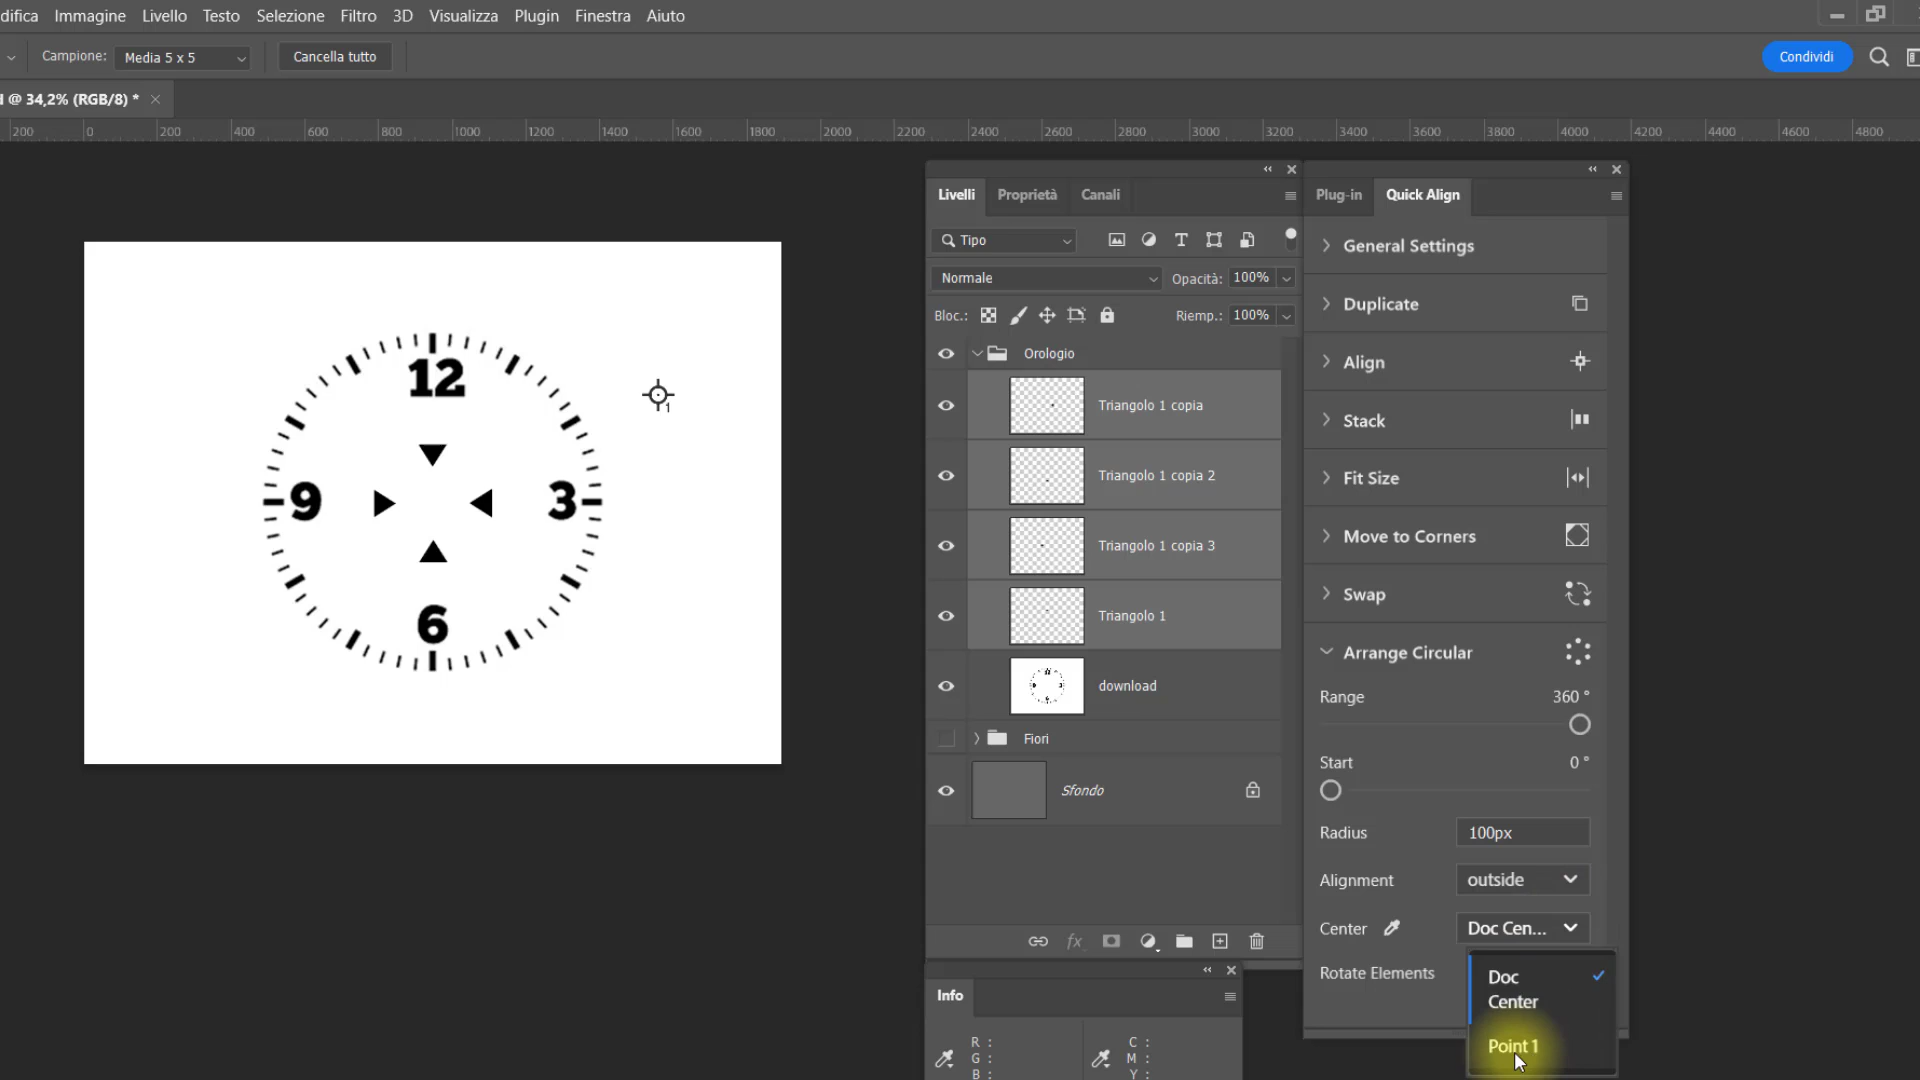 difica Immagine Livello Testo Selezione Filtro 3D Visualizza Plugin Finestra Aiuto
Campione: Media 5 x 5 Cancella tutto Condividi
@ 34,2% (RGB/8) *
200 0 200 400 600 800 1000 1200 1400 1600 1800 2000 2200 2400 2600 2800 3000 3200 3400 3600 3800 4000 4200 4400 4600 4800
12
9
3
6
1
Livelli Proprietà Canali
Tipo
Normale Opacità: 100%
Bloc.: Riemp.: 100%
Orologio
Triangolo 1 copia
Triangolo 1 copia 2
Triangolo 1 copia 3
Triangolo 1
download
Fiori
Sfondo
fx
Info
R :
G :
B :
C :
M :
Y :
Plug-in Quick Align
General Settings
Duplicate
Align
Stack
Fit Size
Move to Corners
Swap
Arrange Circular
Range 360 °
Start 0 °
Radius 100px
Alignment outside
Center Doc Cen...
Rotate Elements
Doc
Center
Point 1